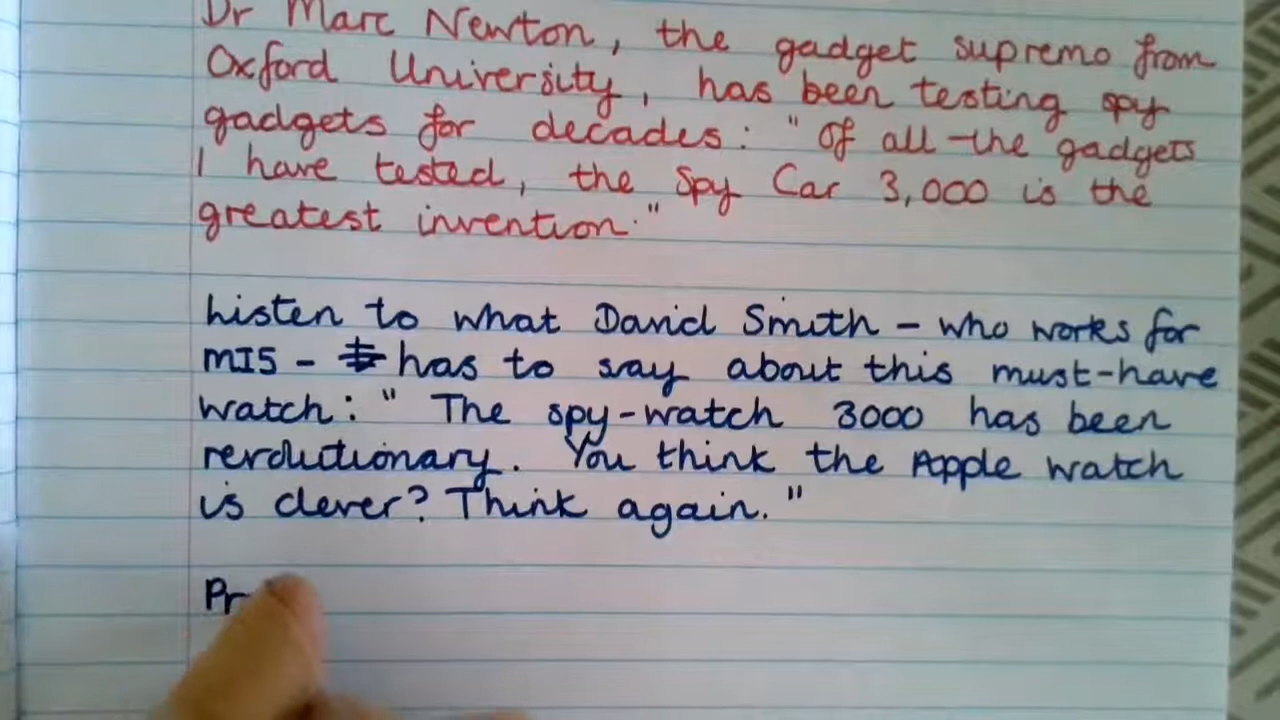 Dr Marc Newton, the gadget supremo from
Oxford University, has been testing spy
gadgets for decades: "Of all the gadgets
I have tested, the Spy Car 3,000 is the
greatest invention."
Listen to what David Smith - who works for
MI5 - has to say about this must-have
watch: " The spy-watch 3000 has been
revolutionary. You think the Apple watch
is clever? Think again."
Pr